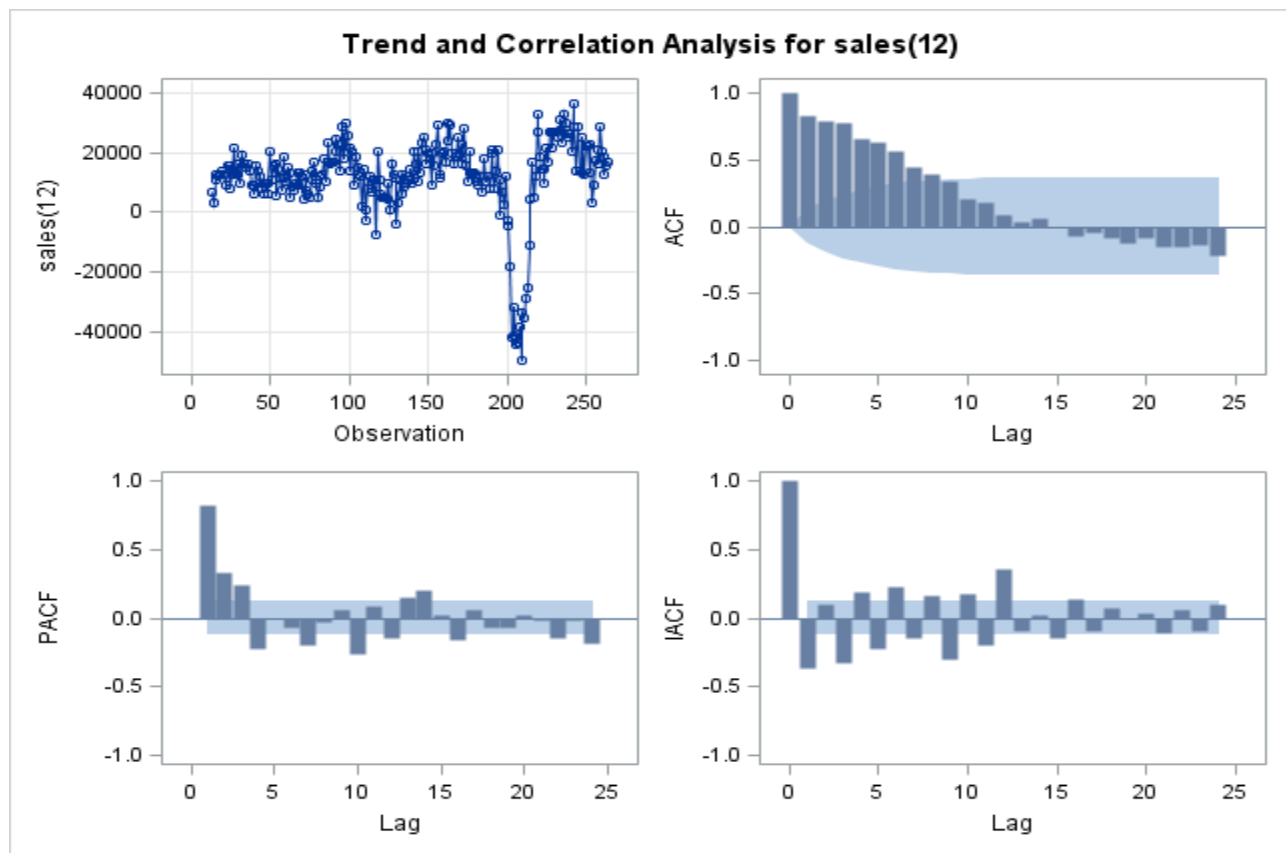 Trend and Correlation Analysis for sales(12)
40000
20000
0
-20000
-40000
sales(12)
0 50 100 150 200 250
Observation
1.0
0.5
0.0
-0.5
-1.0
ACF
0 5 10 15 20 25
Lag
1.0
0.5
0.0
-0.5
-1.0
PACF
0 5 10 15 20 25
Lag
1.0
0.5
0.0
-0.5
-1.0
IACF
0 5 10 15 20 25
Lag